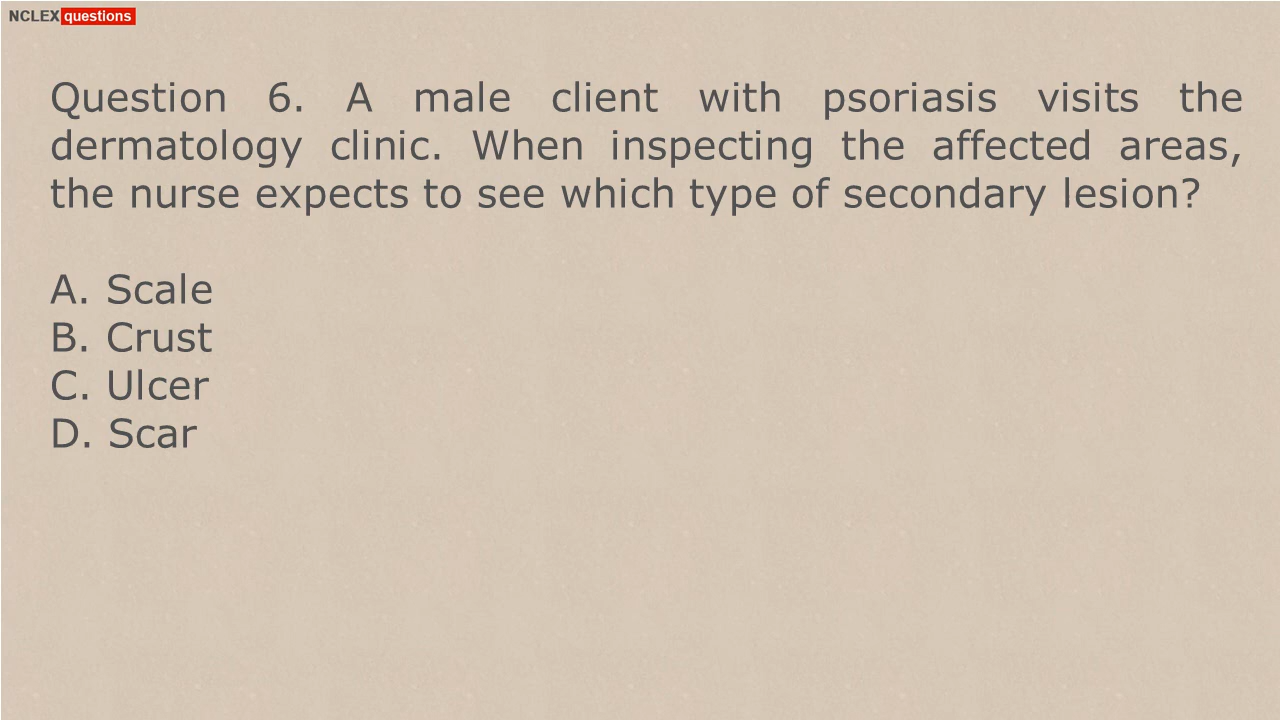 NCLEX questions
Question 6. A male client with psoriasis visits the
dermatology clinic. When inspecting the affected areas,
the nurse expects to see which type of secondary lesion?
A. Scale
B. Crust
C. Ulcer
D. Scar